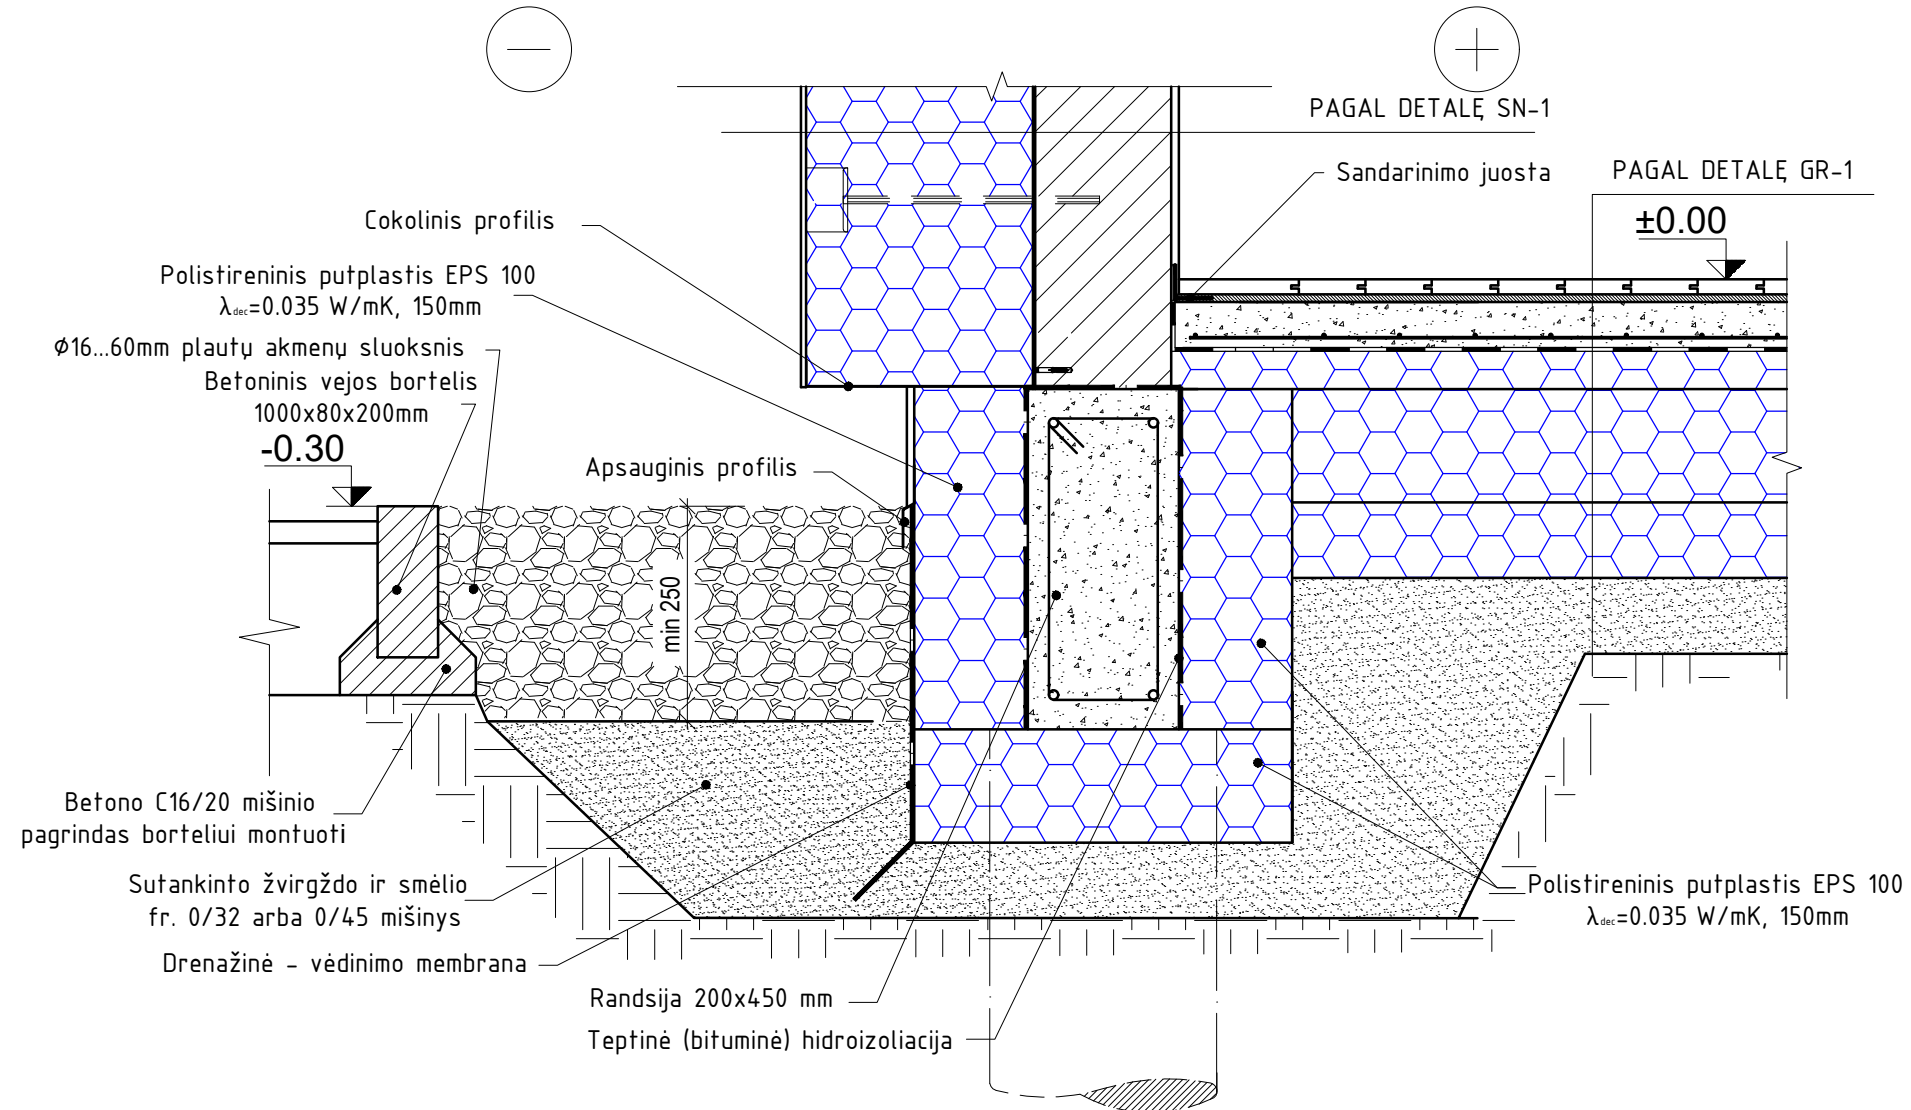 PAGAL DETALĘ SN-1
Sandarinimo juosta
PAGAL DETALĘ GR-1
±0.00
Cokolinis profilis
Polistireninis putplastis EPS 100
λdec=0.035 W/mK, 150mm
Ø16...60mm plautų akmenų sluoksnis
Betoninis vejos bortelis
1000x80x200mm
-0.30
Apsauginis profilis
min 250
Betono C16/20 mišinio
pagrindas borteliui montuoti
Sutankinto žvirgždo ir smėlio
fr. 0/32 arba 0/45 mišinys
Drenažinė - vėdinimo membrana
Randsija 200x450 mm
Teptinė (bituminė) hidroizoliacija
Polistireninis putplastis EPS 100
λdec=0.035 W/mK, 150mm